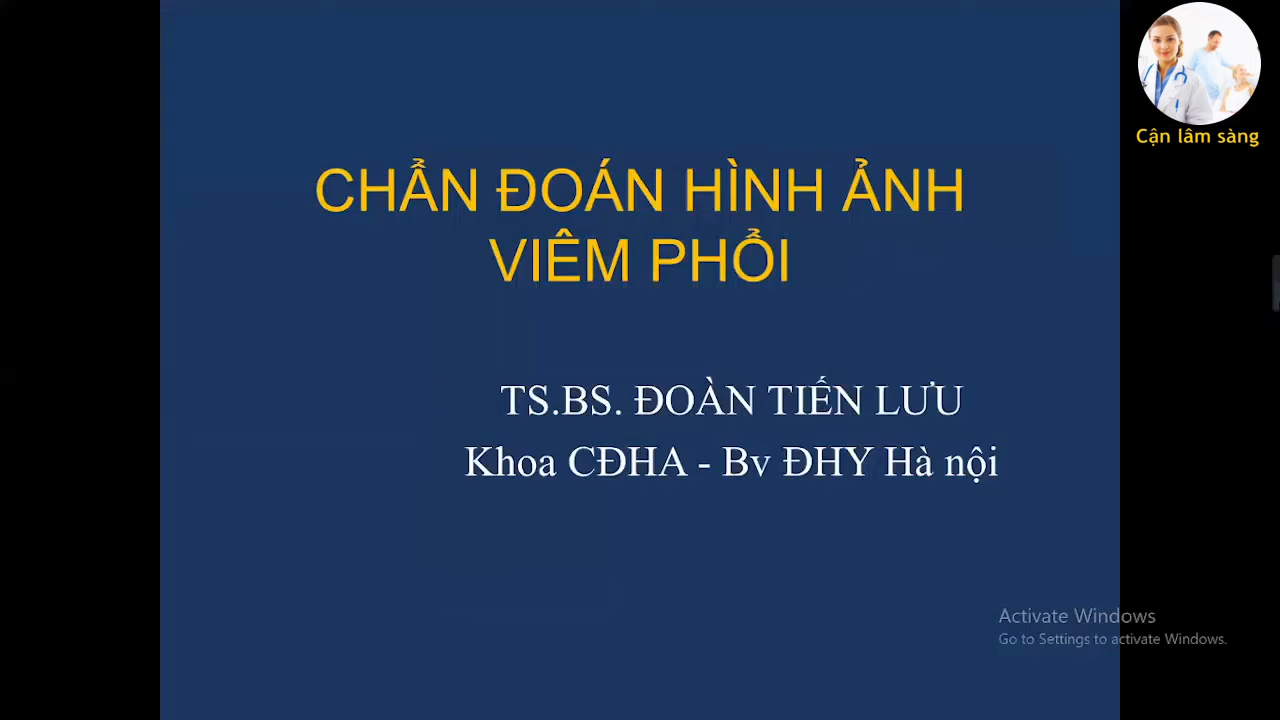 Cận lâm sàng
CHẨN ĐOÁN HÌNH ẢNH
VIÊM PHỔI
TS.BS. ĐOÀN TIẾN LƯU
Khoa CĐHA - Bv ĐHY Hà nội
Activate Windows
Go to Settings to activate Windows.